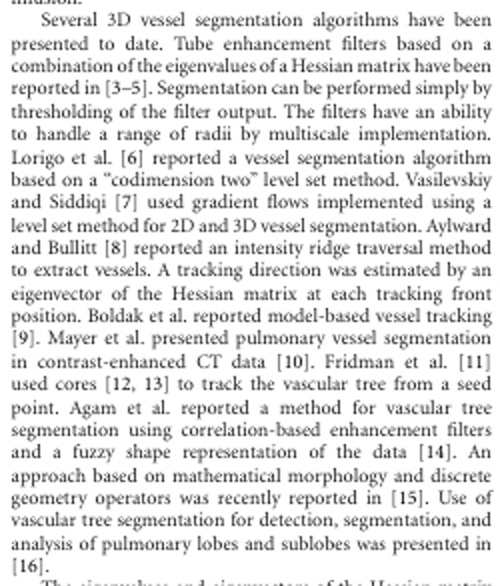 Several 3D vessel segmentation algorithms have been
presented to date. Tube enhancement filters based on a
combination of the eigenvalues of a Hessian matrix have been
reported in [3–5]. Segmentation can be performed simply by
thresholding of the filter output. The filters have an ability
to handle a range of radii by multiscale implementation.
Lorigo et al. [6] reported a vessel segmentation algorithm
based on a “codimension two” level set method. Vasilevskiy
and Siddiqi [7] used gradient flows implemented using a
level set method for 2D and 3D vessel segmentation. Aylward
and Bullitt [8] reported an intensity ridge traversal method
to extract vessels. A tracking direction was estimated by an
eigenvector of the Hessian matrix at each tracking front
position. Boldak et al. reported model-based vessel tracking
[9]. Mayer et al. presented pulmonary vessel segmentation
in contrast-enhanced CT data [10]. Fridman et al. [11]
used cores [12, 13] to track the vascular tree from a seed
point. Agam et al. reported a method for vascular tree
segmentation using correlation-based enhancement filters
and a fuzzy shape representation of the data [14]. An
approach based on mathematical morphology and discrete
geometry operators was recently reported in [15]. Use of
vascular tree segmentation for detection, segmentation, and
analysis of pulmonary lobes and sublobes was presented in
[16].